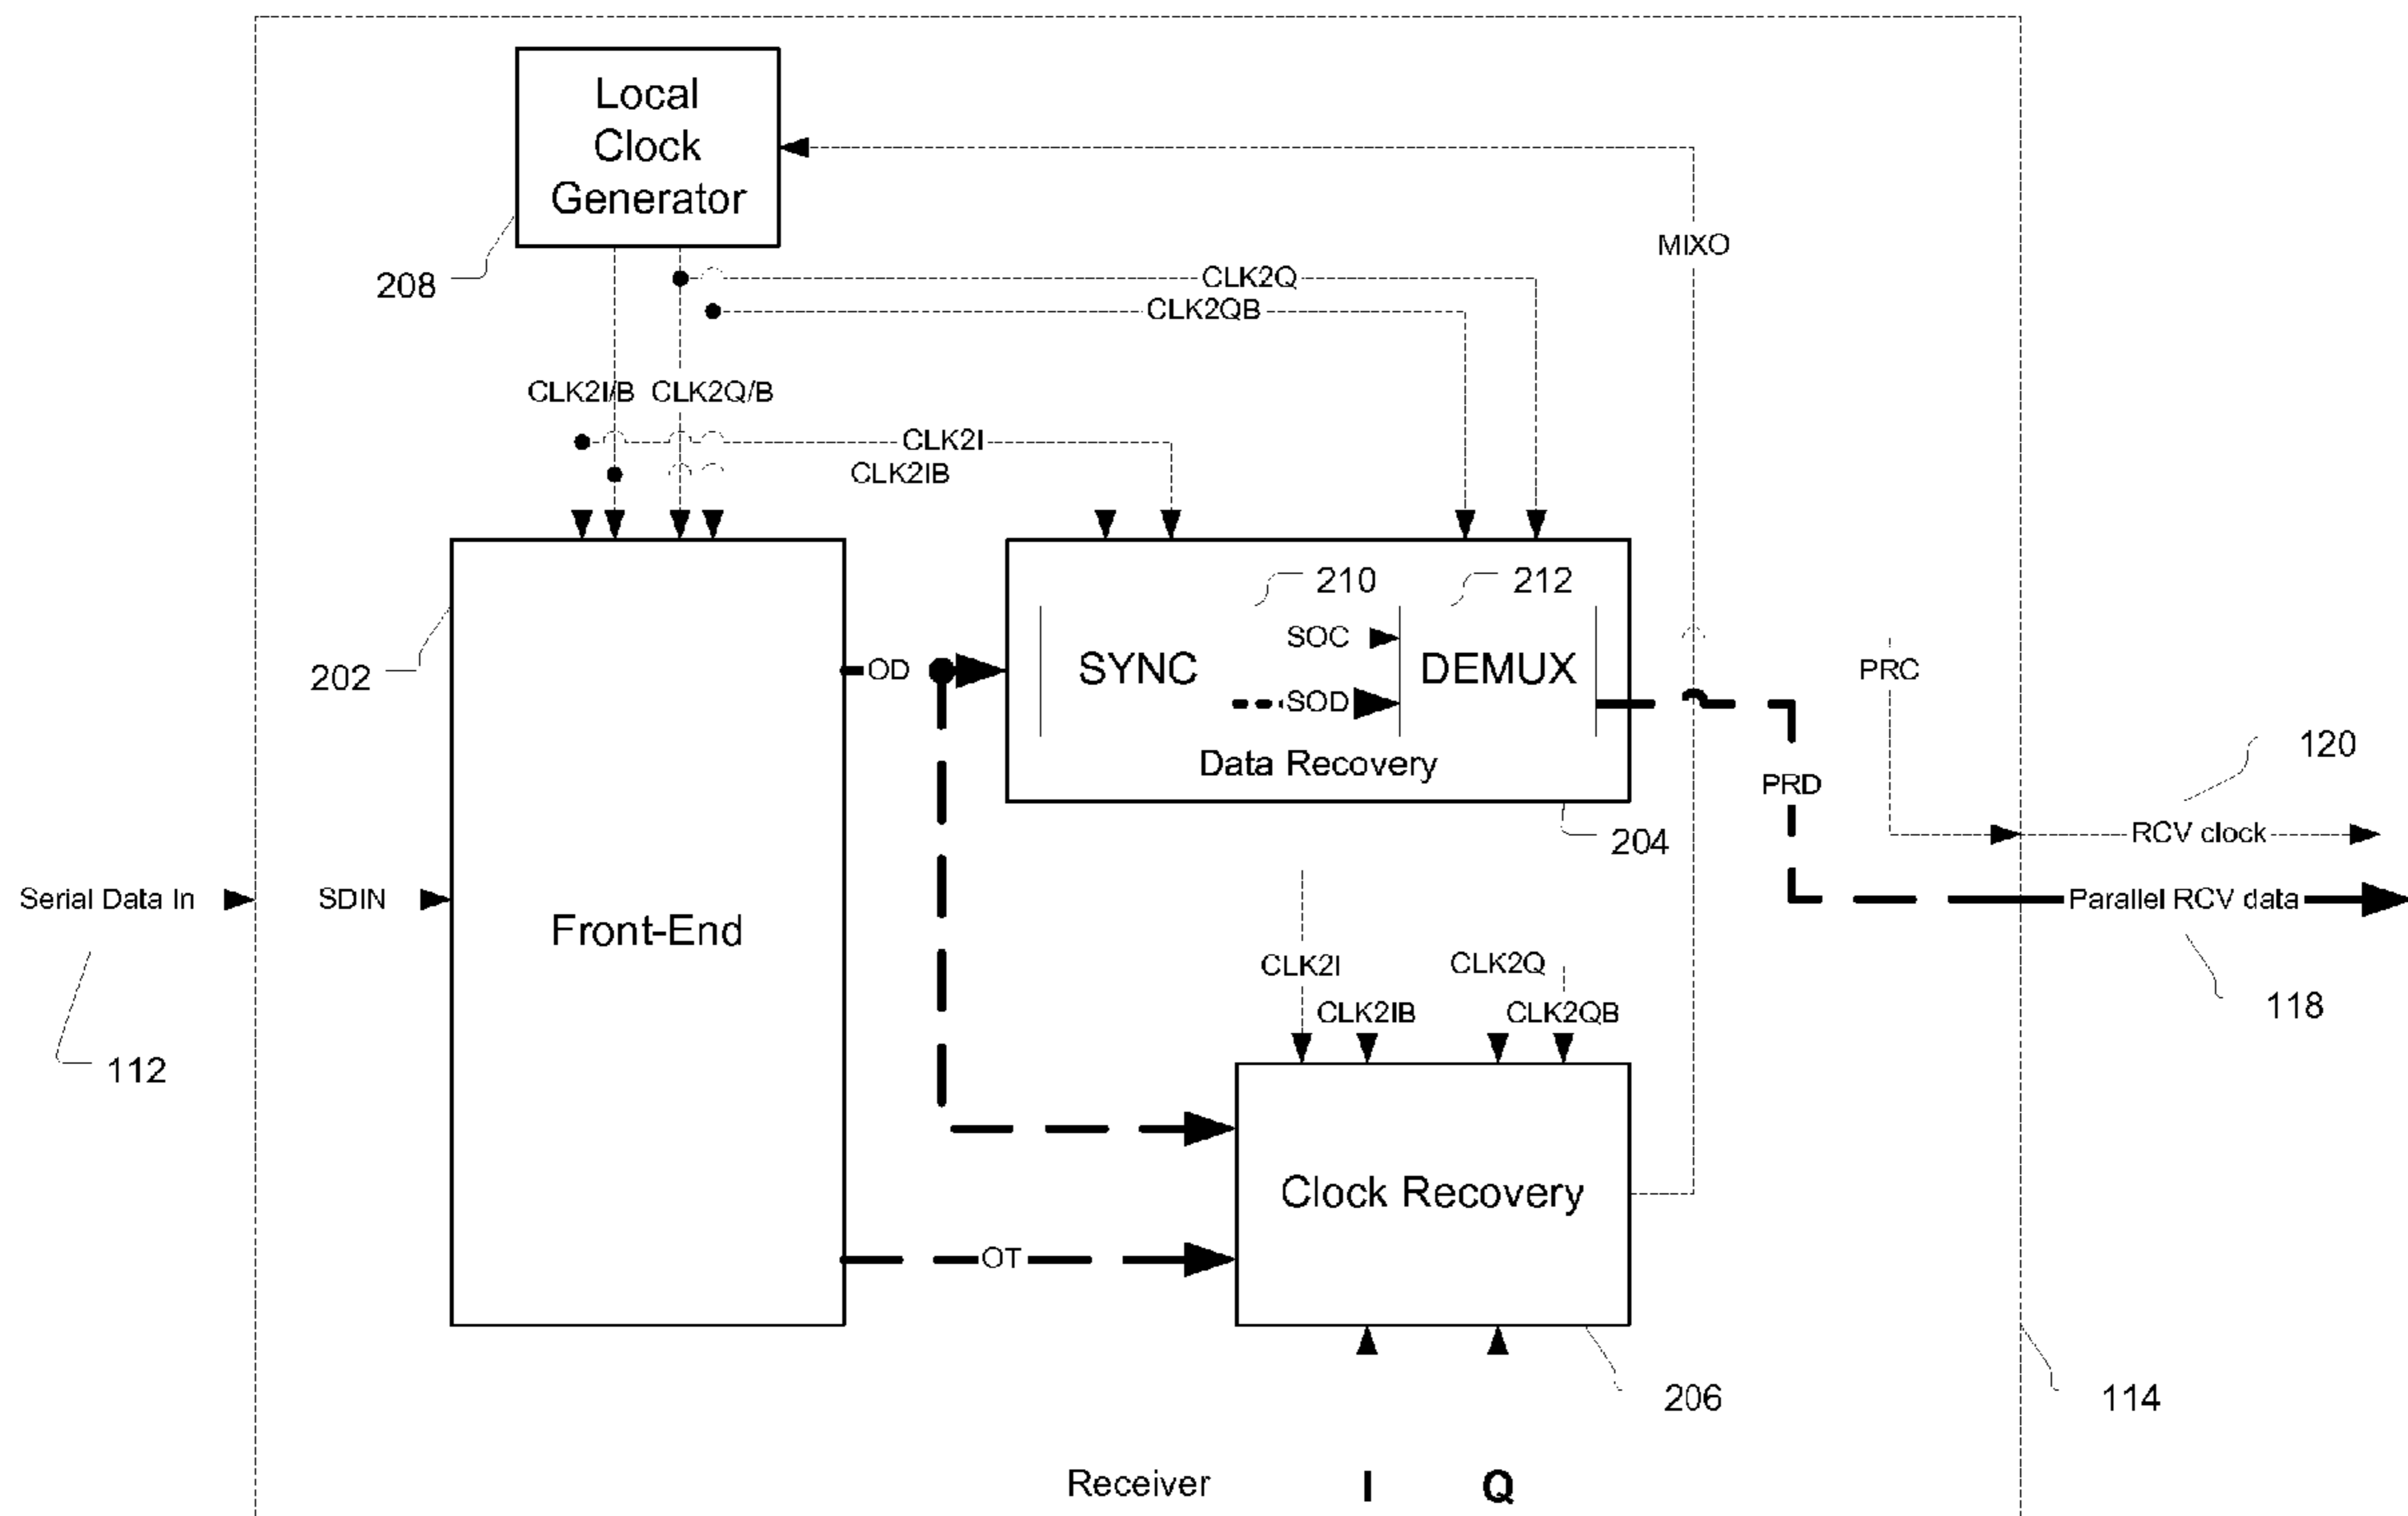 Local
Clock
Generator
208
MIXO
CLK2Q
CLK2QB
CLK2I/B
CLK2Q/B
CLK2I
CLK2IB
202
OD
210
212
SOC
SYNC
DEMUX
SOD
Data Recovery
204
PRC
PRD
120
RCV clock
Serial Data In
SDIN
Front-End
Parallel RCV data
118
112
CLK2I
CLK2Q
CLK2IB
CLK2QB
Clock Recovery
OT
206
114
Receiver
I
Q